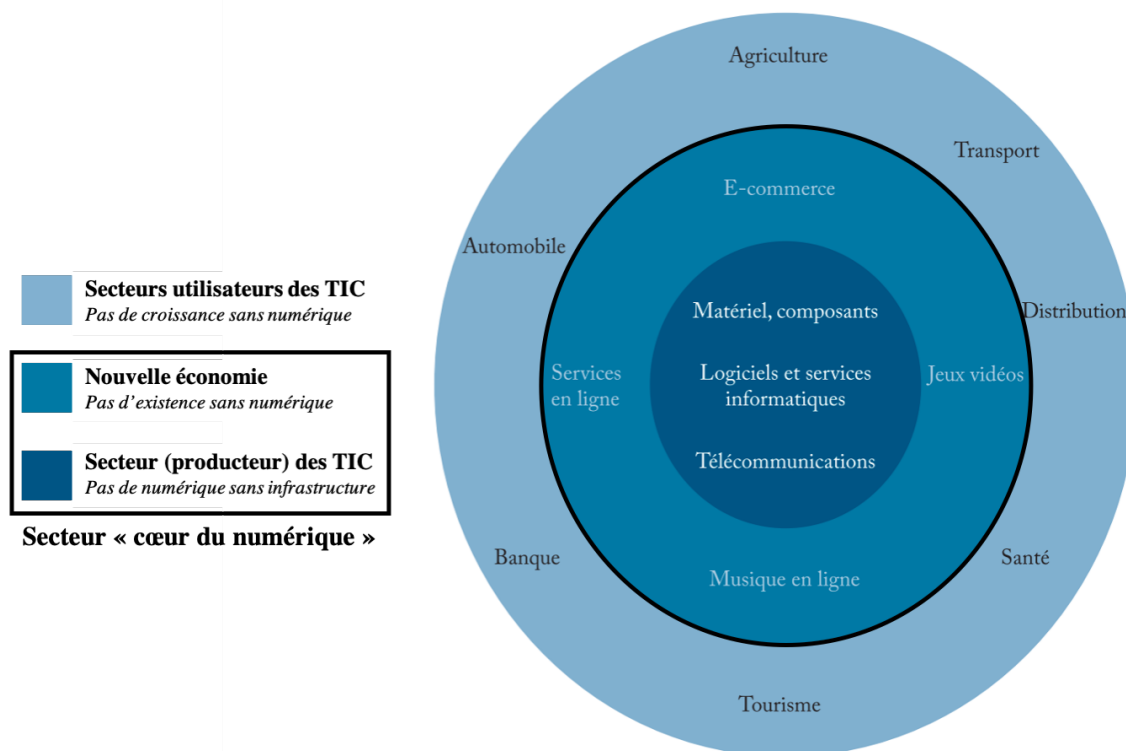 Secteurs utilisateurs des TIC
Pas de croissance sans numérique
Nouvelle économie
Pas d'existence sans numérique
Secteur (producteur) des TIC
Pas de numérique sans infrastructure
Secteur « cœur du numérique »
Agriculture
Transport
E-commerce
Automobile
Matériel, composants
Distribution
Services
en ligne
Logiciels et services
informatiques
Jeux vidéos
Télécommunications
Banque
Santé
Musique en ligne
Tourisme